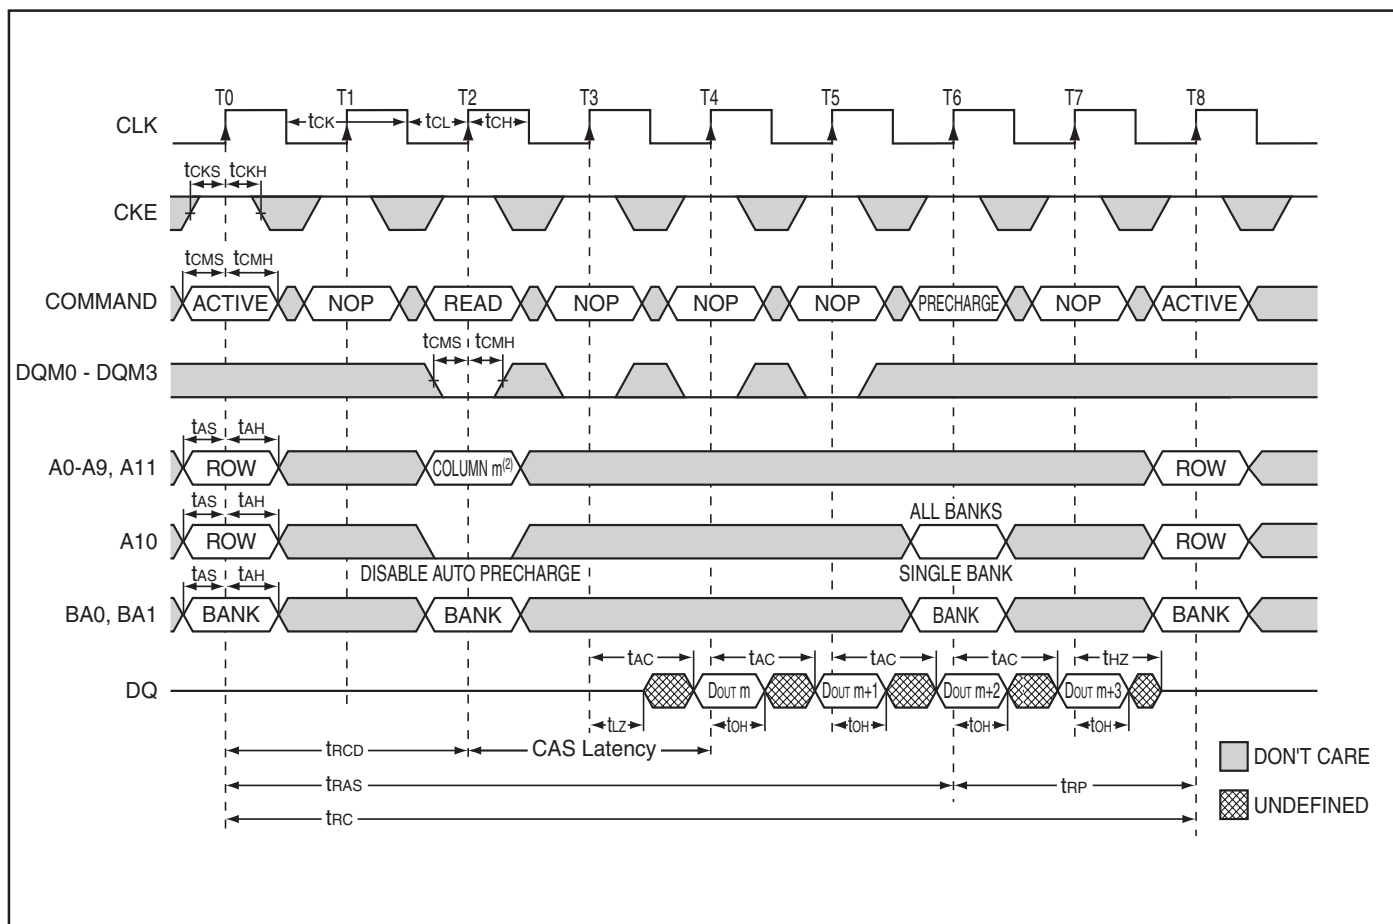 T0 T1 T2 T3 T4 T5 T6 T7 T8
CLK tCK tCL tCH
tCKS tCKH
CKE
tCMS tCMH
COMMAND ACTIVE NOP READ NOP NOP NOP PRECHARGE NOP ACTIVE
tCMS tCMH
DQM0 - DQM3
tAS tAH
A0-A9, A11 ROW COLUMN m(2) ROW
tAS tAH ALL BANKS
A10 ROW ROW
tAS tAH DISABLE AUTO PRECHARGE SINGLE BANK
BA0, BA1 BANK BANK BANK BANK
tAC tAC tAC tAC tHZ
DQ DOUT m DOUT m+1 DOUT m+2 DOUT m+3
tLZ tOH tOH tOH tOH
tRCD CAS Latency
DON'T CARE
tRAS tRP
UNDEFINED
tRC